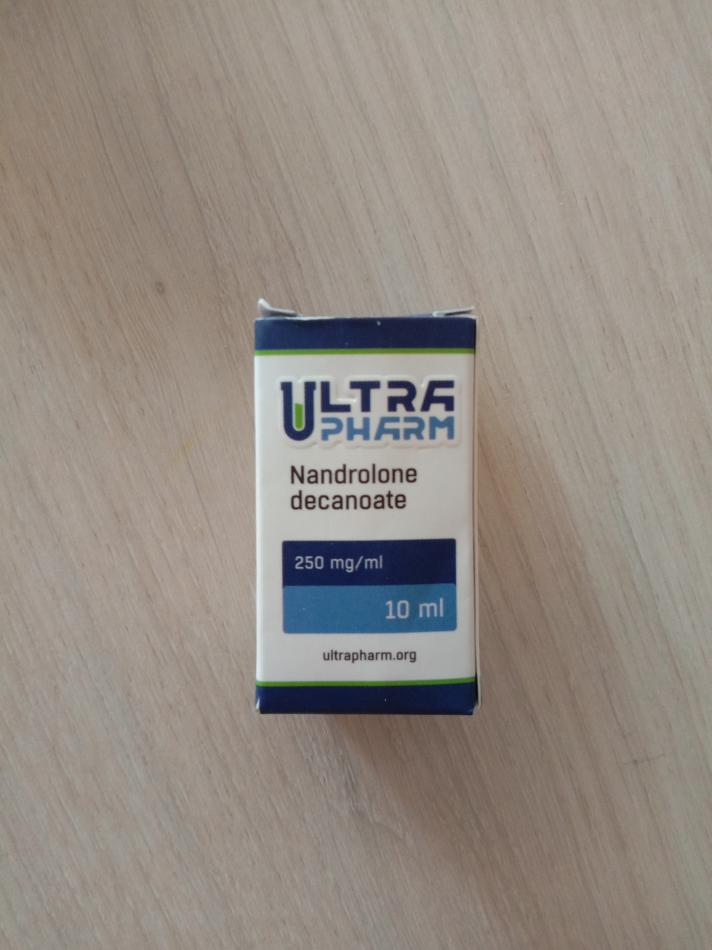 ULTRA
PHARM
Nandrolone
decanoate
250 mg/ml
10 ml
ultrapharm.org